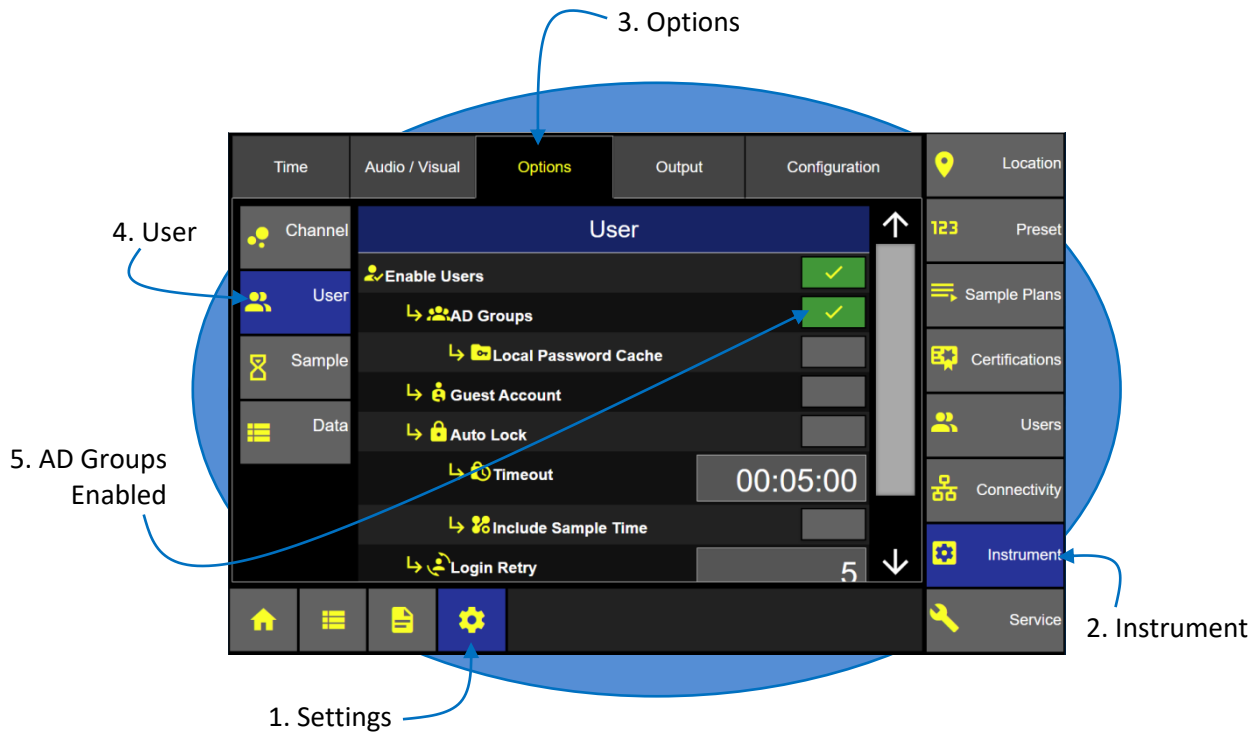 3. Options
Time
Audio / Visual
Options
Output
Configuration
Location
4. User
Channel
User
123
Preset
Enable Users
User
AD Groups
Sample Plans
Local Password Cache
Sample
Certifications
Guest Account
Data
Auto Lock
Users
5. AD Groups
Enabled
Timeout
00:05:00
Connectivity
Include Sample Time
Instrument
Login Retry
5
Service
2. Instrument
1. Settings